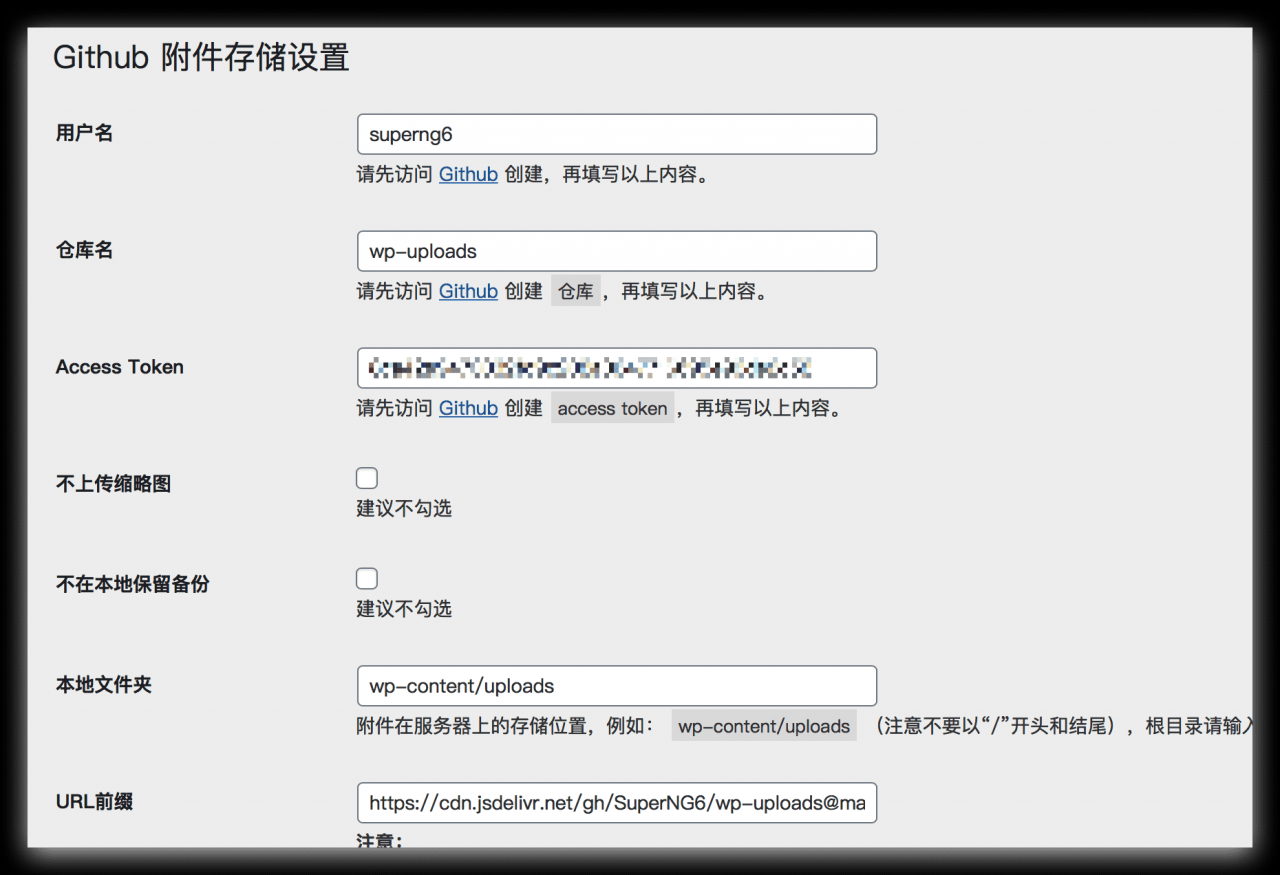 Github 附件存储设置
用户名
superng6
请先访问 Github 创建，再填写以上内容。
仓库名
wp-uploads
请先访问 Github 创建 仓库 ，再填写以上内容。
Access Token
请先访问 Github 创建 access token ，再填写以上内容。
不上传缩略图
建议不勾选
不在本地保留备份
建议不勾选
本地文件夹
wp-content/uploads
附件在服务器上的存储位置，例如： wp-content/uploads （注意不要以“/”开头和结尾），根目录请输入
URL前缀
https://cdn.jsdelivr.net/gh/SuperNG6/wp-uploads@ma
注意：